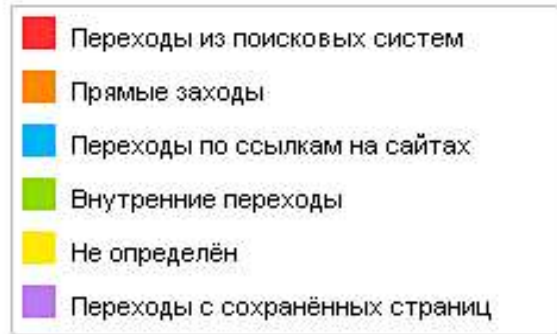 Переходы из поисковых систем
Прямые заходы
Переходы по ссылкам на сайтах
Внутренние переходы
Не определён
Переходы с сохранённых страниц